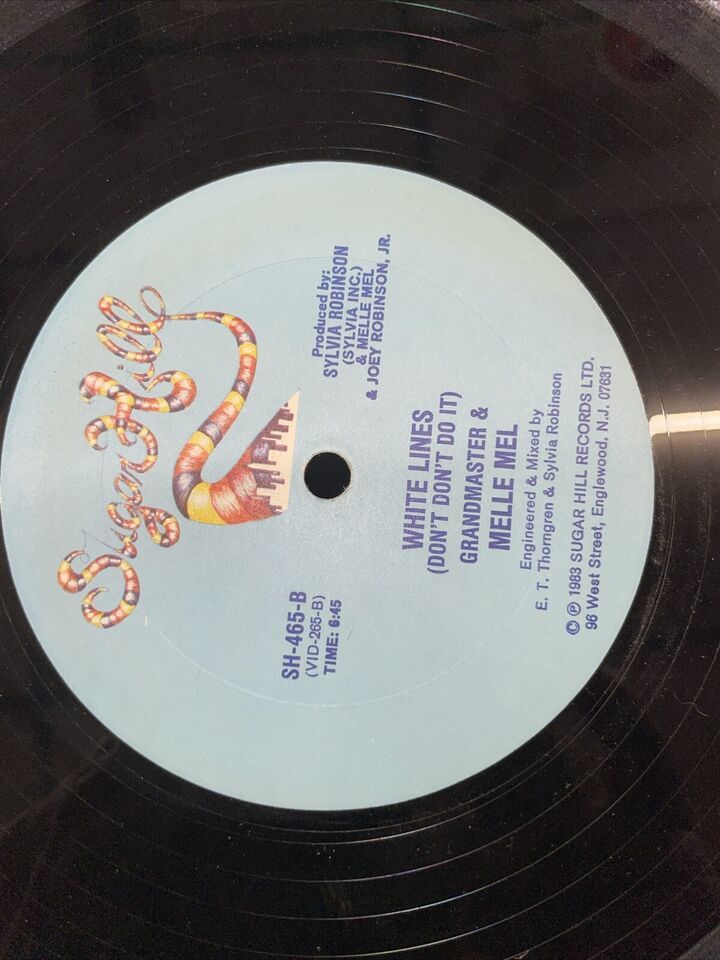 Sugar Hill
SH-465-B
(VID-265-B)
TIME: 6:45
Produced by:
SYLVIA ROBINSON
(SYLVIA INC.)
& MELLE MEL
& JOEY ROBINSON, JR.
WHITE LINES
(DON'T DON'T DO IT)
GRANDMASTER &
MELLE MEL
Engineered & Mixed by
E. T. Thorngren & Sylvia Robinson
© ℗ 1983 SUGAR HILL RECORDS LTD.
96 West Street, Englewood, N.J. 07631